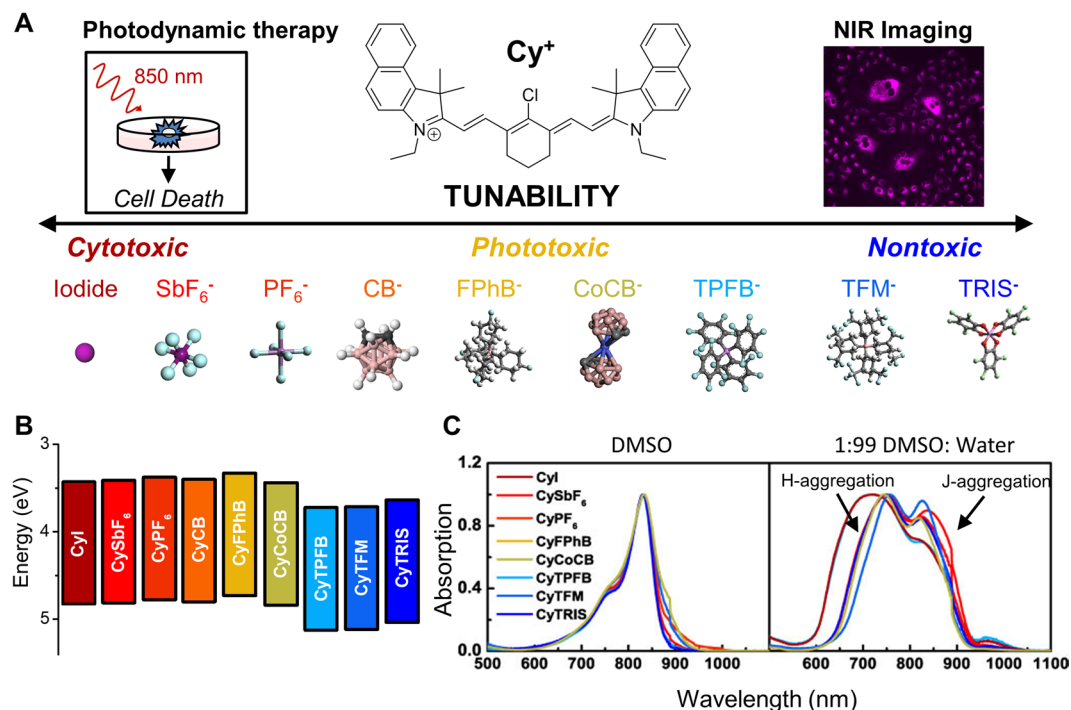 A
Photodynamic therapy
850 nm
Cell Death
Cy+
Cl
N
⊕
N
TUNABILITY
NIR Imaging
Cytotoxic
Phototoxic
Nontoxic
Iodide
SbF6-
PF6-
CB-
FPhB-
CoCB-
TPFB-
TFM-
TRIS-
B
Energy (eV)
3
4
5
CyI
CySbF6
CyPF6
CyCB
CyFPhB
CyCoCB
CyTPFB
CyTFM
CyTRIS
C
DMSO
1:99 DMSO: Water
Absorption
1.2
0.8
0.4
0.0
CyI
CySbF6
CyPF6
CyFPhB
CyCoCB
CyTPFB
CyTFM
CyTRIS
H-aggregation
J-aggregation
500 600 700 800 900 1000
600 700 800 900 1000 1100
Wavelength (nm)